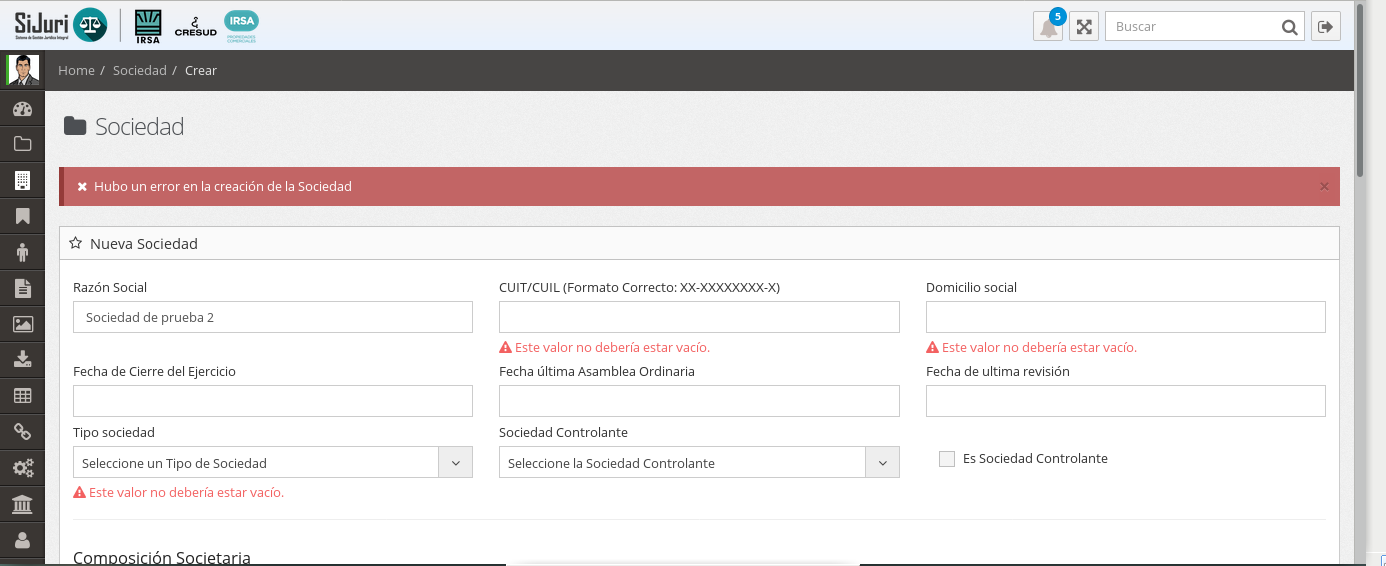 SiJuri
Sistema de Gestión Jurídica Integral
IRSA
CRESUD
IRSA
PROPIEDADES
COMERCIALES
5
Buscar
Home / Sociedad / Crear
Sociedad
Hubo un error en la creación de la Sociedad
Nueva Sociedad
Razón Social
CUIT/CUIL (Formato Correcto: XX-XXXXXXXX-X)
Domicilio social
Sociedad de prueba 2
Este valor no debería estar vacío.
Este valor no debería estar vacío.
Fecha de Cierre del Ejercicio
Fecha última Asamblea Ordinaria
Fecha de ultima revisión
Tipo sociedad
Sociedad Controlante
Seleccione un Tipo de Sociedad
Seleccione la Sociedad Controlante
Es Sociedad Controlante
Este valor no debería estar vacío.
Composición Societaria